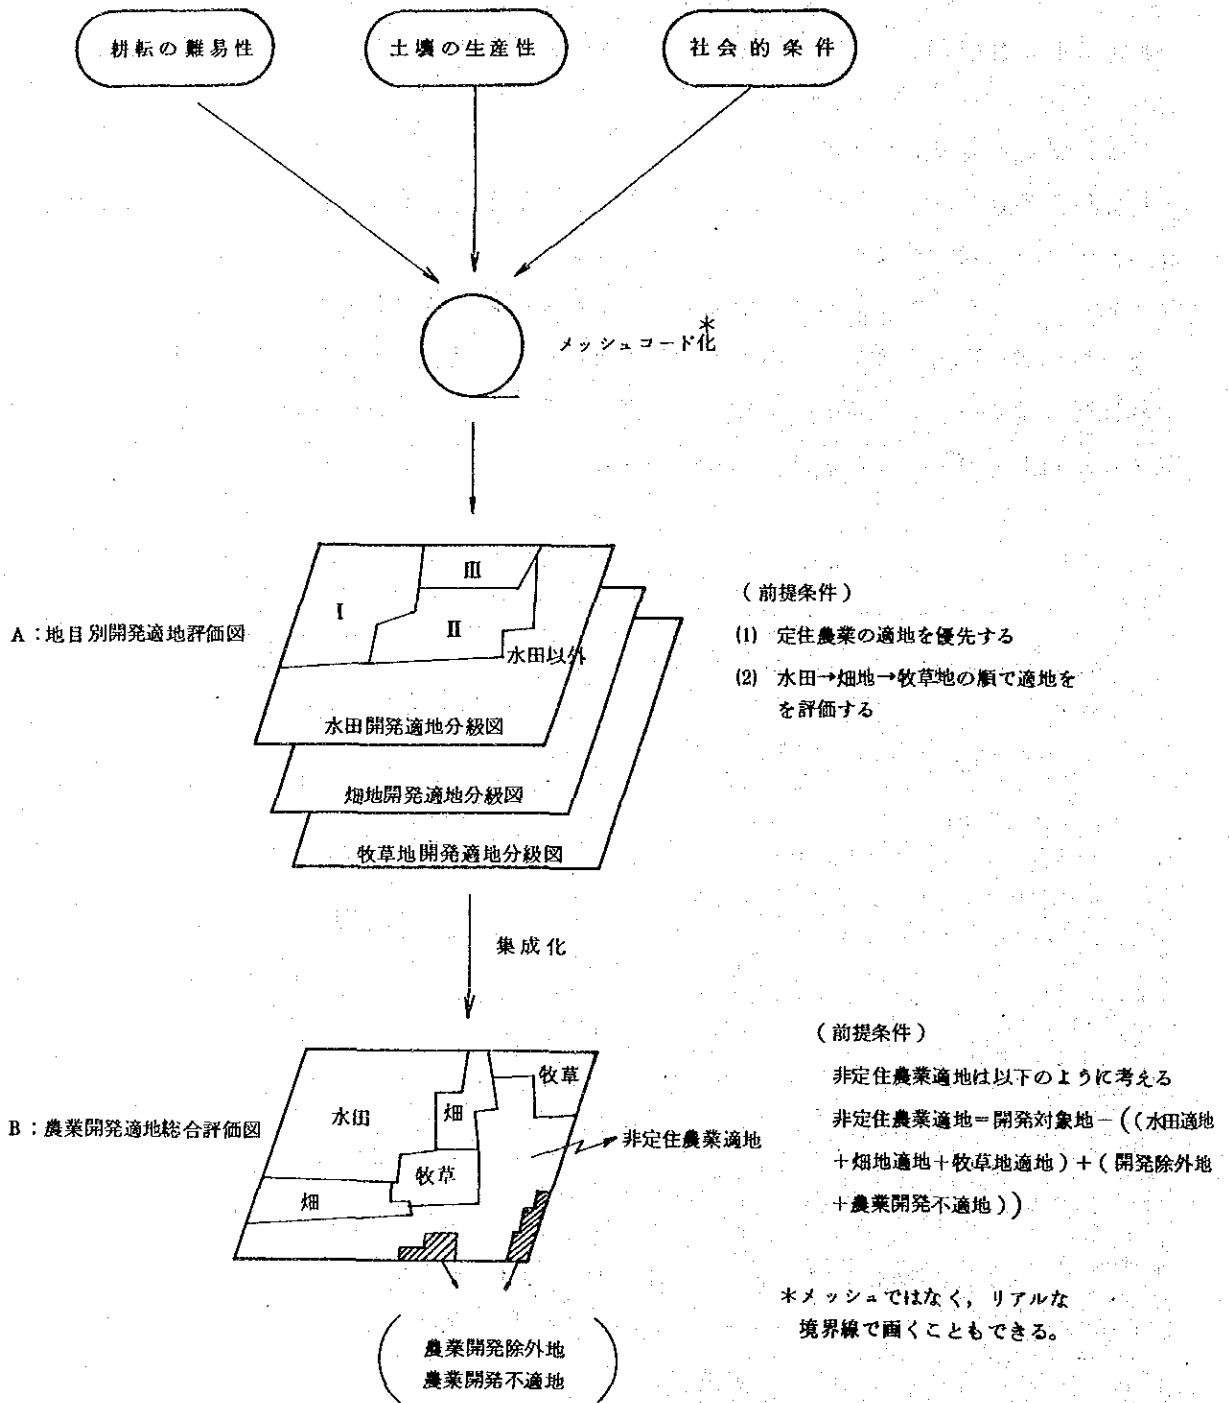 耕転の難易性
土壌の生産性
社会的条件
メッシュコード化*
A:地目別開発適地評価図
I
III
II
水田以外
水田開発適地分級図
畑地開発適地分級図
牧草地開発適地分級図
(前提条件)
(1) 定住農業の適地を優先する
(2) 水田→畑地→牧草地の順で適地を
を評価する
集成化
B:農業開発適地総合評価図
水田
畑
牧草
牧草
畑
非定住農業適地
(前提条件)
非定住農業適地は以下のように考える
非定住農業適地=開発対象地-((水田適地
+畑地適地+牧草地適地)+(開発除外地
+農業開発不適地))
*メッシュではなく,リアルな
境界線で画くこともできる。
農業開発除外地
農業開発不適地